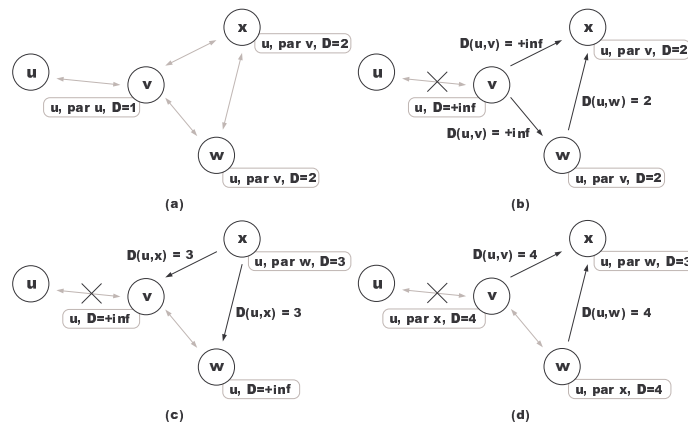 x
u, par v, D=2
u
v
u, par u, D=1
w
u, par v, D=2
(a)
D(u,v) = +inf
x
u, par v, D=2
u
v
u, D=+inf
D(u,w) = 2
D(u,v) = +inf
w
u, par v, D=2
(b)
D(u,x) = 3
x
u, par w, D=3
u
v
u, D=+inf
D(u,x) = 3
w
u, D=+inf
(c)
D(u,v) = 4
x
u, par w, D=3
u
v
u, par x, D=4
D(u,w) = 4
w
u, par x, D=4
(d)